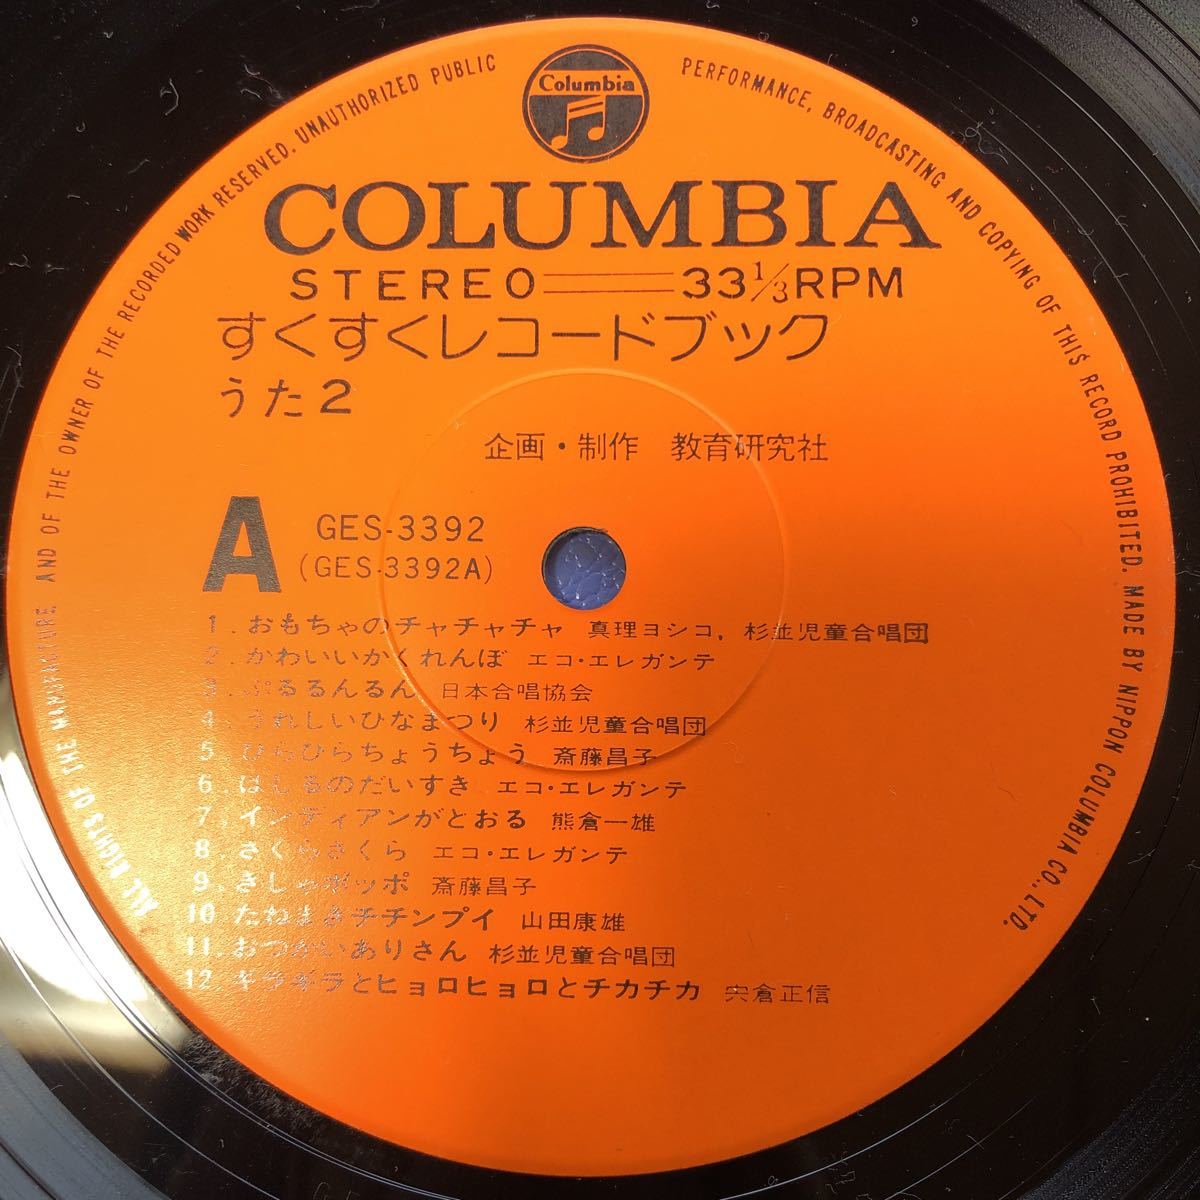 ALL RIGHTS OF THE MANUFACTURE, AND OF THE OWNER OF THE RECORDED WORK RESERVED. UNAUTHORIZED PUBLIC PERFORMANCE, BROADCASTING AND COPYING OF THIS RECORD PROHIBITED. MADE BY NIPPON COLUMBIA CO., LTD.
Columbia
COLUMBIA
STEREO 33 1/3 RPM
すくすくレコードブック
うた2
企画・制作 教育研究社
A GES-3392
(GES-3392A)
1. おもちゃのチャチャチャ 真理ヨシコ, 杉並児童合唱団
2. かわいいかくれんぼ エコ・エレガンテ
3. ぷるるんるん 日本合唱協会
4. うれしいひなまつり 杉並児童合唱団
5. ひらひらちょうちょう 斎藤昌子
6. はしるのだいすき エコ・エレガンテ
7. インディアンがとおる 熊倉一雄
8. さくらさくら エコ・エレガンテ
9. きしゃポッポ 斎藤昌子
10. たねまきチチンプイ 山田康雄
11. おつかいありさん 杉並児童合唱団
12. ギラギラとヒョロヒョロとチカチカ 宍倉正信